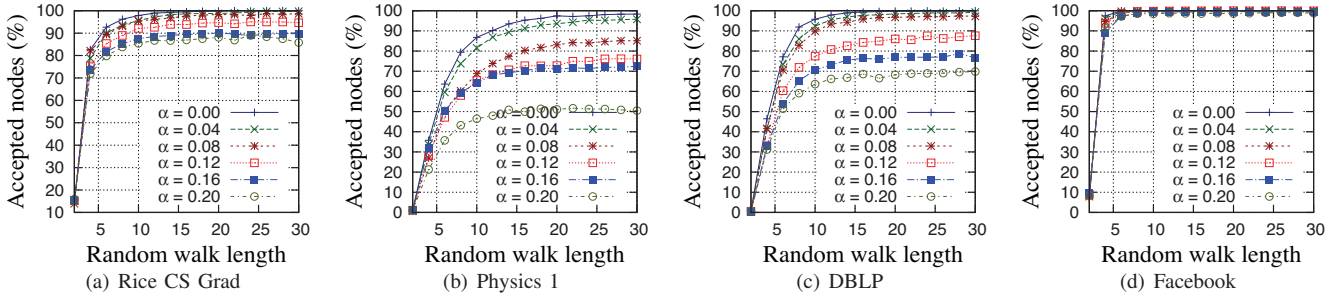 Accepted nodes (%)
100
90
80
70
60
50
40
30
20
10
α = 0.00
α = 0.04
α = 0.08
α = 0.12
α = 0.16
α = 0.20
5 10 15 20 25 30
Random walk length
(a) Rice CS Grad
Accepted nodes (%)
100
90
80
70
60
50
40
30
20
10
0
α = 0.00
α = 0.04
α = 0.08
α = 0.12
α = 0.16
α = 0.20
5 10 15 20 25 30
Random walk length
(b) Physics 1
Accepted nodes (%)
100
90
80
70
60
50
40
30
20
10
0
α = 0.00
α = 0.04
α = 0.08
α = 0.12
α = 0.16
α = 0.20
5 10 15 20 25 30
Random walk length
(c) DBLP
Accepted nodes (%)
100
90
80
70
60
50
40
30
20
10
0
α = 0.00
α = 0.04
α = 0.08
α = 0.12
α = 0.16
α = 0.20
5 10 15 20 25 30
Random walk length
(d) Facebook